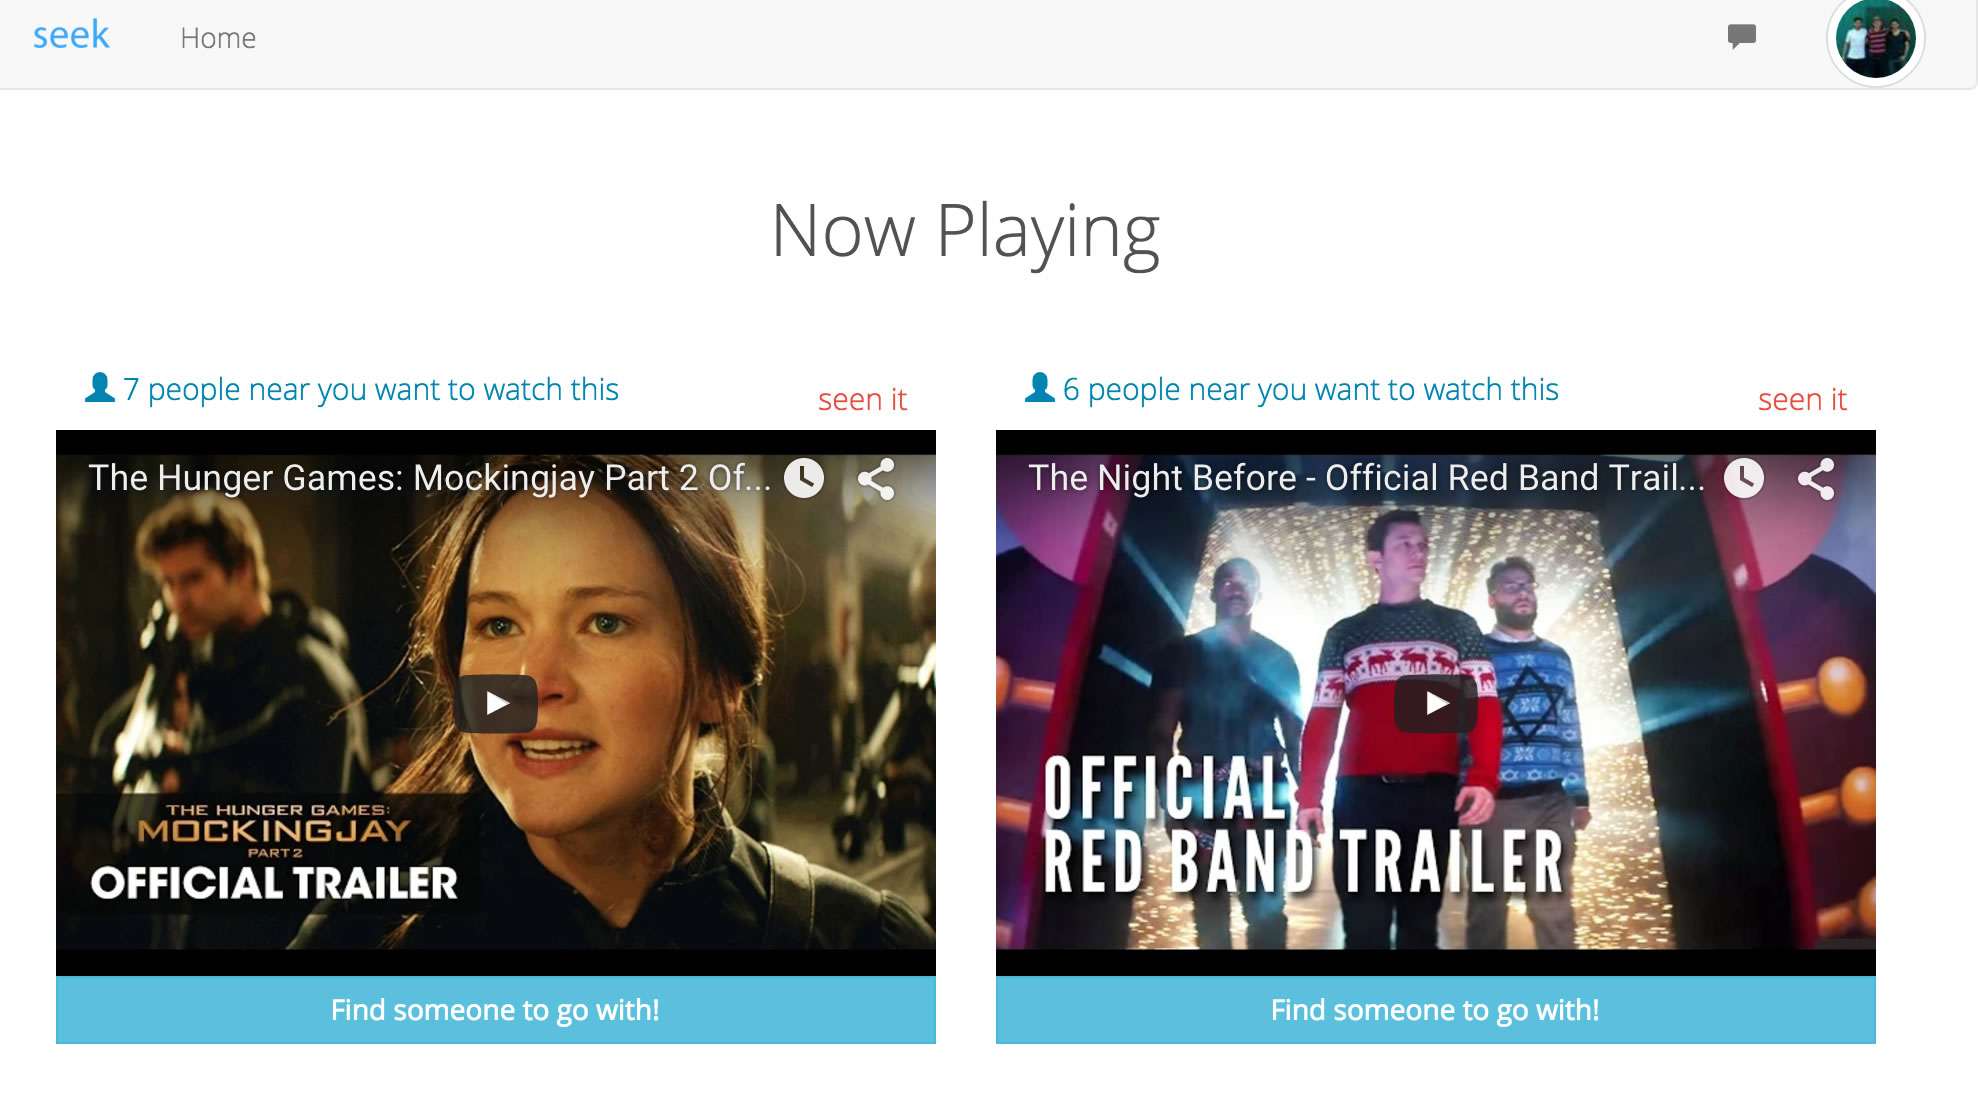 seek
Home
Now Playing
7 people near you want to watch this
seen it
The Hunger Games: Mockingjay Part 2 Of...
THE HUNGER GAMES:
MOCKINGJAY
PART 2
OFFICIAL TRAILER
Find someone to go with!
6 people near you want to watch this
seen it
The Night Before - Official Red Band Trail...
OFFICIAL
RED BAND TRAILER
Find someone to go with!